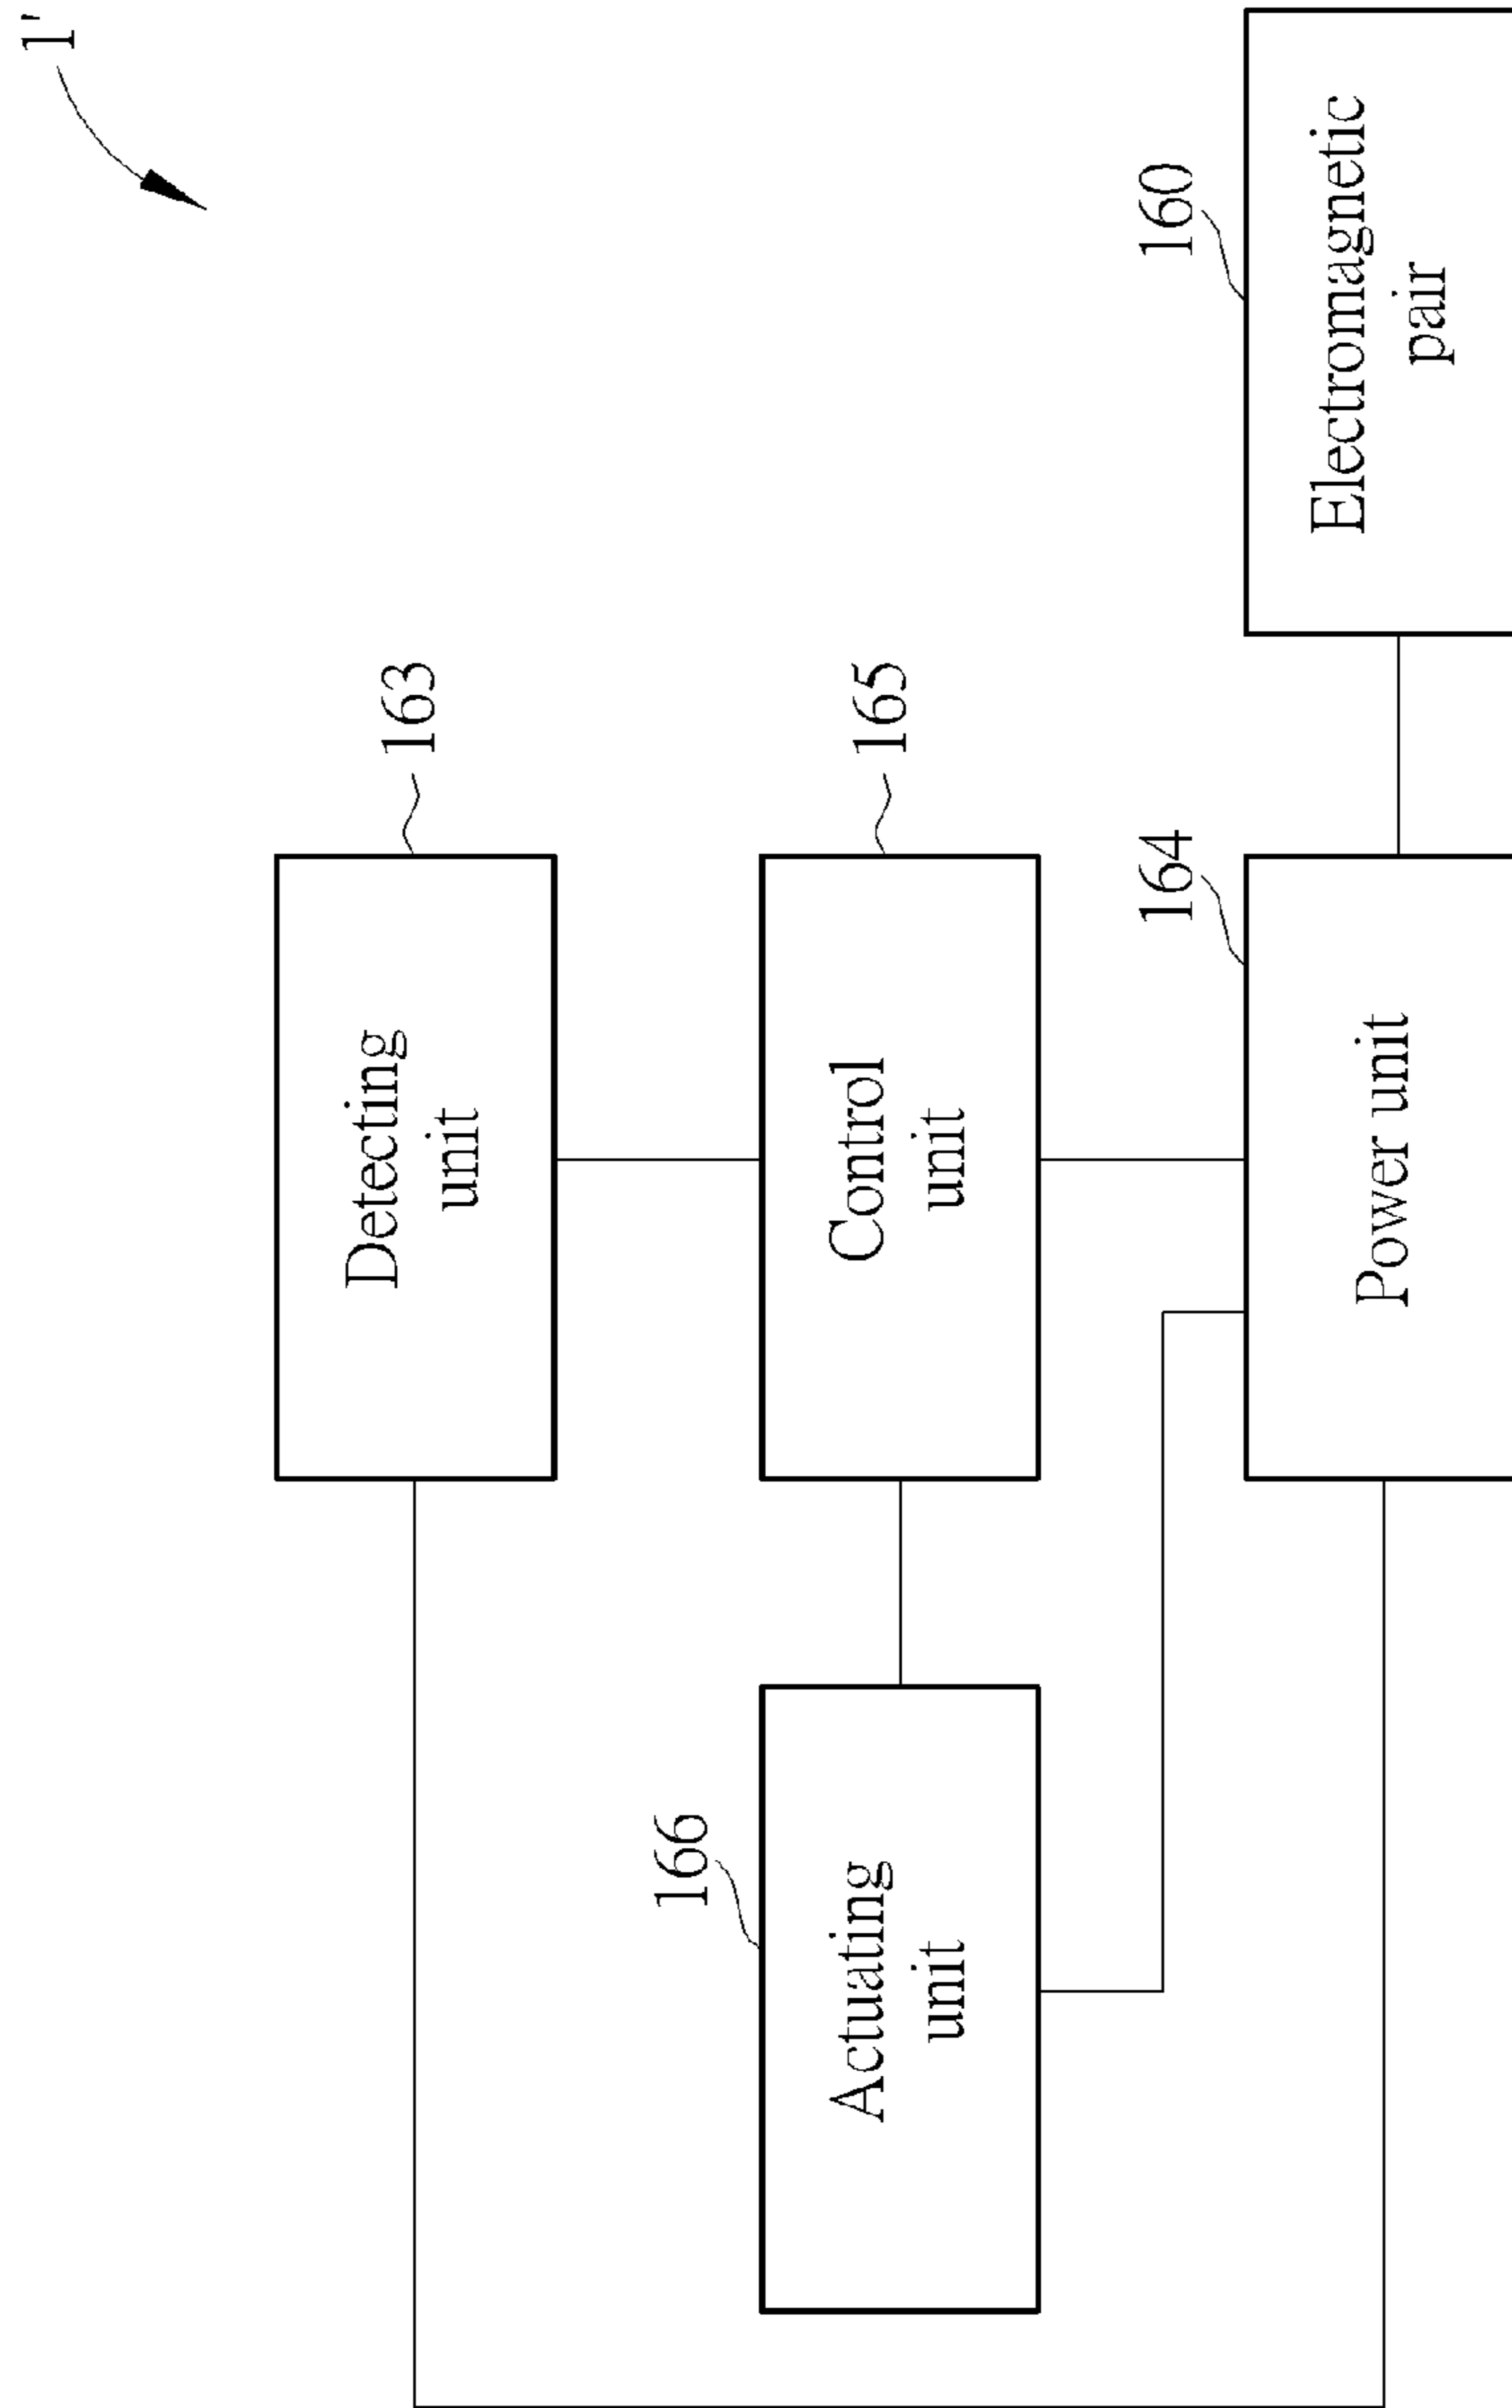 1'
163
Detecting
unit
165
Control
unit
166
Actuating
unit
164
Power unit
160
Electromagnetic
pair